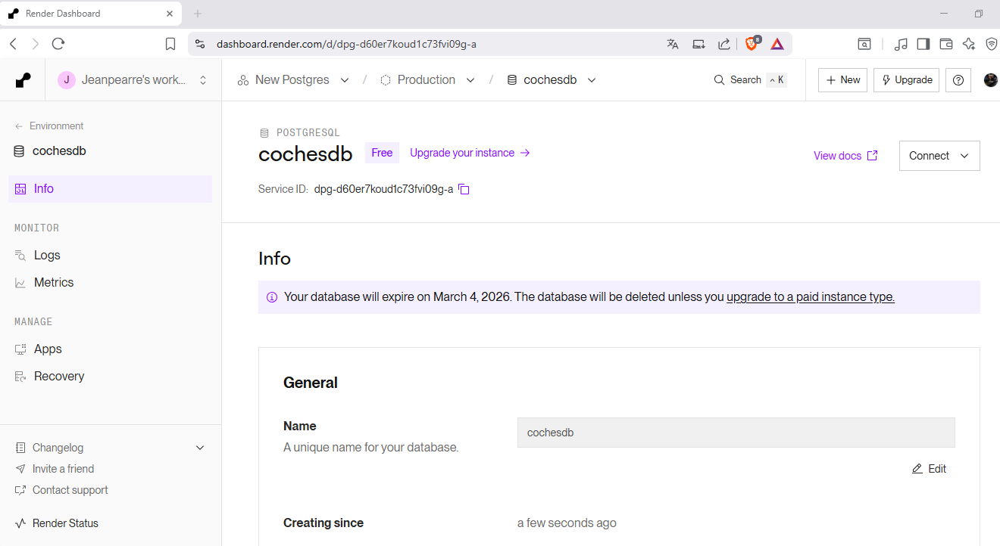 Render Dashboard
dashboard.render.com/d/dpg-d60er7koud1c73fvi09g-a
8
J Jeanpearre's work...
New Postgres / Production / cochesdb
Search ^ K
+ New
Upgrade
← Environment
cochesdb
Info
MONITOR
Logs
Metrics
MANAGE
Apps
Recovery
Changelog
Invite a friend
Contact support
Render Status
POSTGRESQL
cochesdb Free Upgrade your instance →
View docs
Connect
Service ID: dpg-d60er7koud1c73fvi09g-a
Info
Your database will expire on March 4, 2026. The database will be deleted unless you upgrade to a paid instance type.
General
Name
A unique name for your database.
cochesdb
Edit
Creating since
a few seconds ago